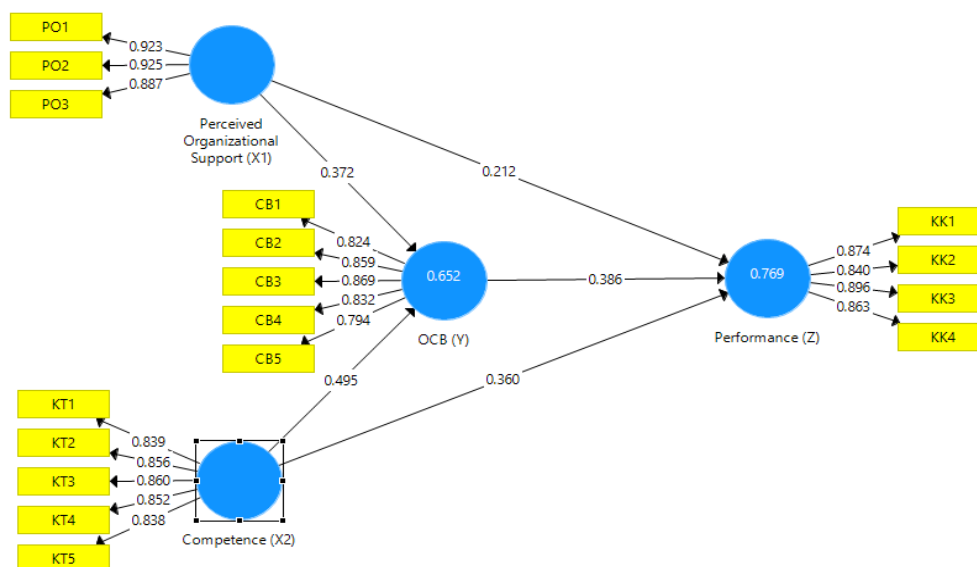 PO1
0.923
PO2
0.925
PO3
0.887
Perceived
Organizational
Support (X1)
0.372
0.212
CB1
0.824
CB2
0.859
CB3
0.869
CB4
0.832
CB5
0.794
0.652
OCB (Y)
0.386
0.769
Performance (Z)
KK1
0.874
KK2
0.840
KK3
0.896
KK4
0.863
0.495
0.360
KT1
0.839
KT2
0.856
KT3
0.860
KT4
0.852
KT5
0.838
Competence (X2)